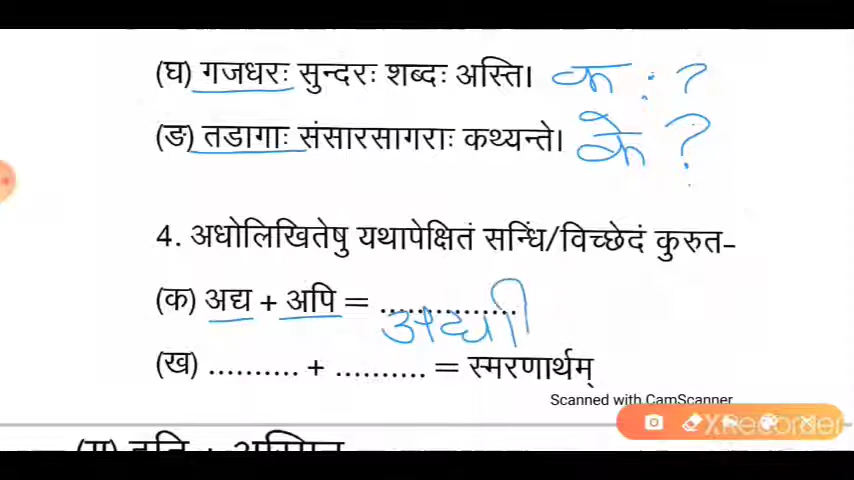 (घ) गजधरः सुन्दरः शब्दः अस्ति। कः ?
(ङ) तडागाः संसारसागराः कथ्यन्ते। के ?
4. अधोलिखितेषु यथापेक्षितं सन्धिं/विच्छेदं कुरुत–
(क) अद्य + अपि = ...............
(ख) .......... + .......... = स्मरणार्थम्
Scanned with CamScanner
XRecorder